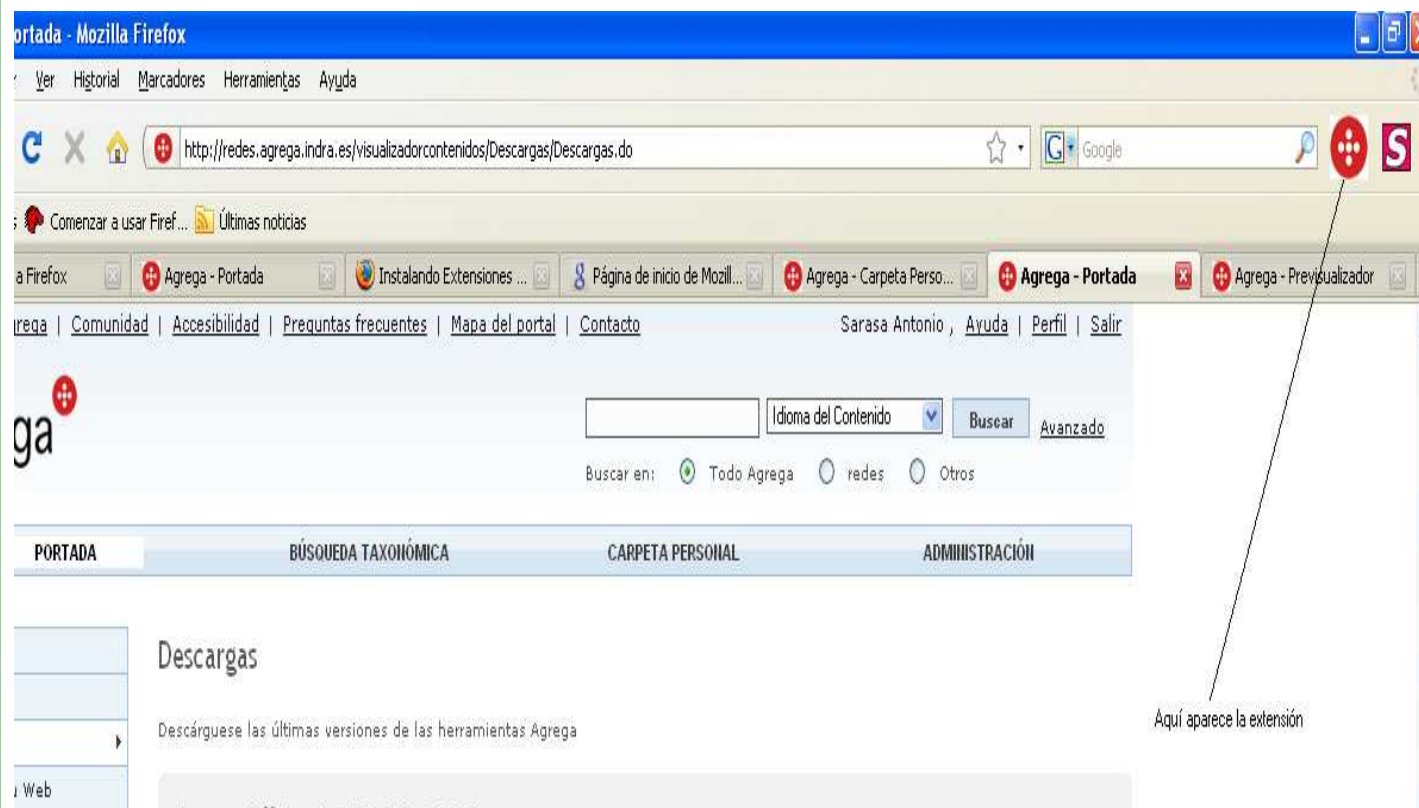 ortada - Mozilla Firefox
Ver Historial Marcadores Herramientas Ayuda
http://redes.agrega.indra.es/visualizadorcontenidos/Descargas/Descargas.do
G Google
S
s Comenzar a usar Firef... Últimas noticias
a Firefox Agrega - Portada Instalando Extensiones ... Página de inicio de Mozill... Agrega - Carpeta Perso... Agrega - Portada Agrega - Previsualizador
grega | Comunidad | Accesibilidad | Preguntas frecuentes | Mapa del portal | Contacto Sarasa Antonio , Ayuda | Perfil | Salir
ga
Idioma del Contenido Buscar Avanzado
Buscar en: Todo Agrega redes Otros
PORTADA BÚSQUEDA TAXONÓMICA CARPETA PERSONAL ADMINISTRACIÓN
Descargas
Aquí aparece la extensión
Descárguese las últimas versiones de las herramientas Agrega
u Web